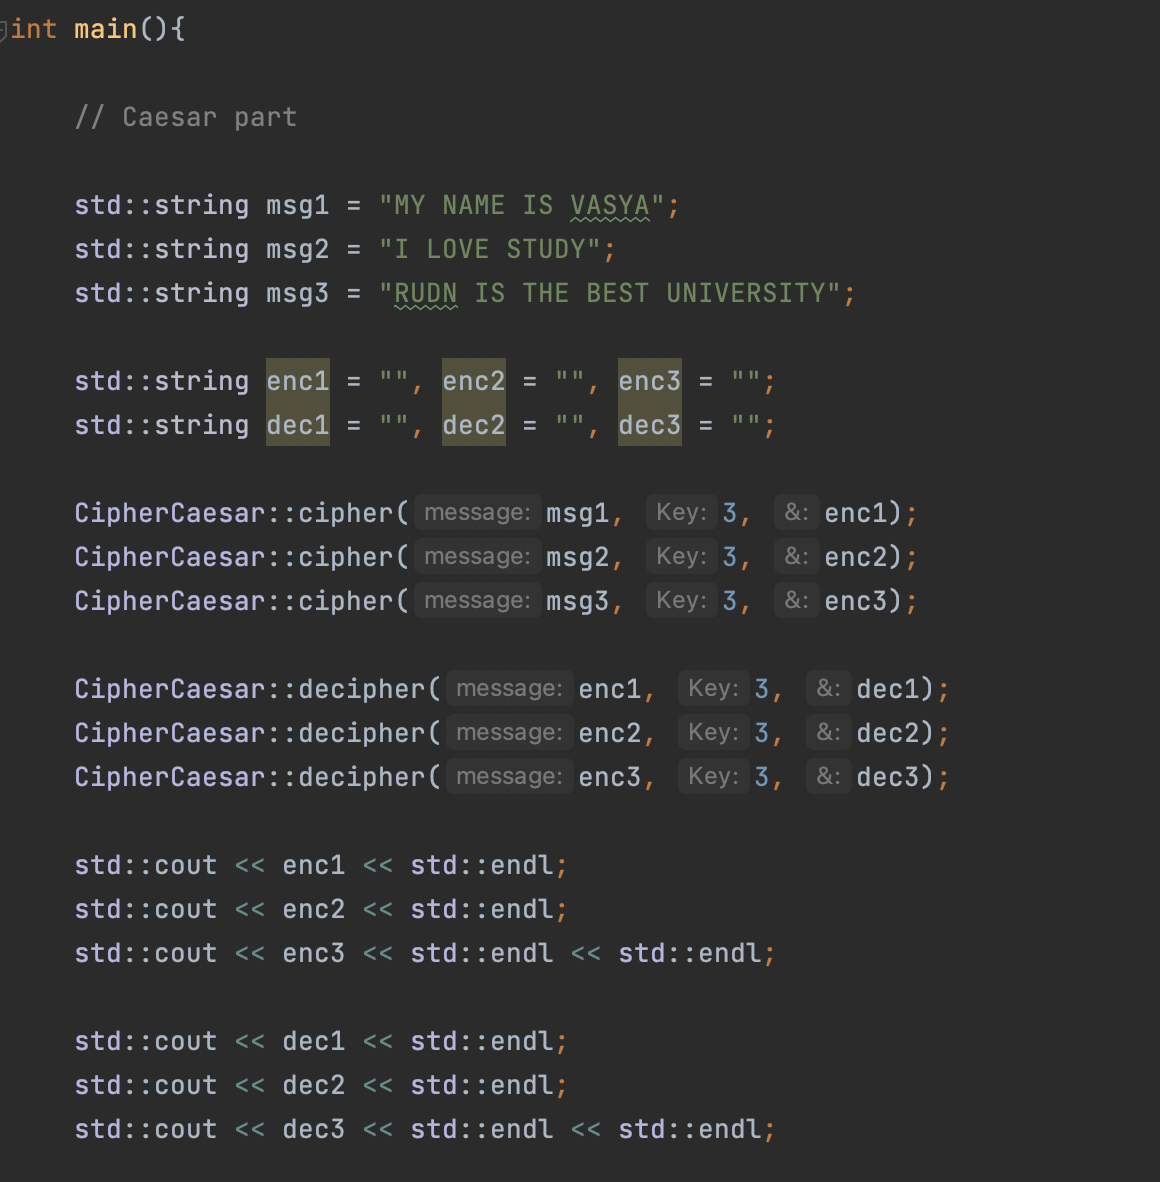 int main(){
// Caesar part
std::string msg1 = "MY NAME IS VASYA";
std::string msg2 = "I LOVE STUDY";
std::string msg3 = "RUDN IS THE BEST UNIVERSITY";
std::string enc1 = "", enc2 = "", enc3 = "";
std::string dec1 = "", dec2 = "", dec3 = "";
CipherCaesar::cipher( message: msg1, Key: 3, &: enc1);
CipherCaesar::cipher( message: msg2, Key: 3, &: enc2);
CipherCaesar::cipher( message: msg3, Key: 3, &: enc3);
CipherCaesar::decipher( message: enc1, Key: 3, &: dec1);
CipherCaesar::decipher( message: enc2, Key: 3, &: dec2);
CipherCaesar::decipher( message: enc3, Key: 3, &: dec3);
std::cout << enc1 << std::endl;
std::cout << enc2 << std::endl;
std::cout << enc3 << std::endl << std::endl;
std::cout << dec1 << std::endl;
std::cout << dec2 << std::endl;
std::cout << dec3 << std::endl << std::endl;